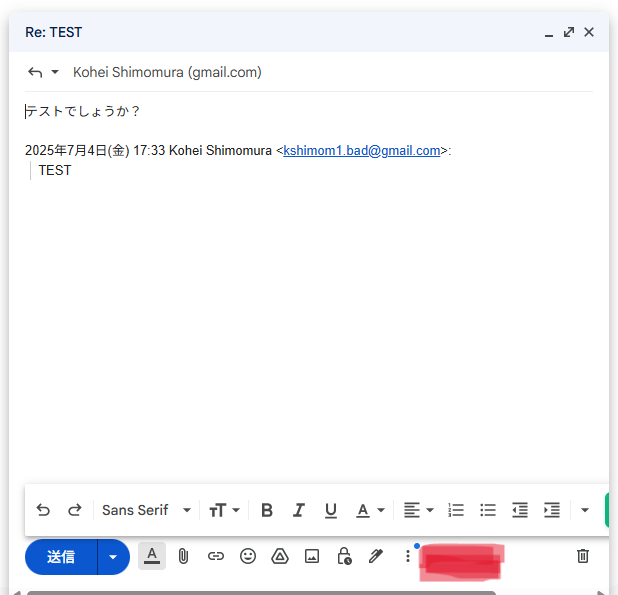 Re: TEST
Kohei Shimomura (gmail.com)
テストでしょうか？
2025年7月4日(金) 17:33 Kohei Shimomura <kshimom1.bad@gmail.com>:
TEST
Sans Serif
送信